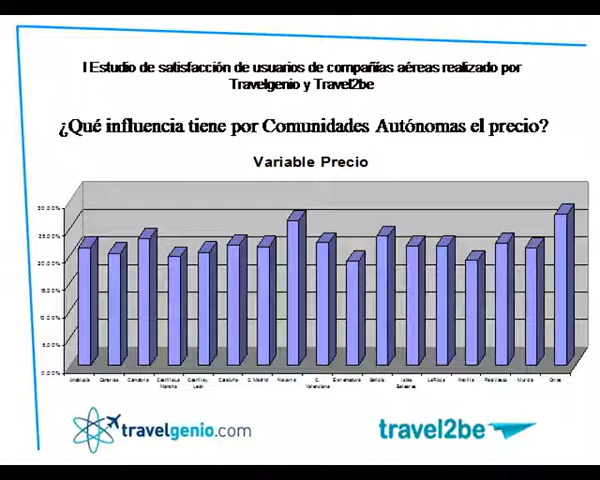 I Estudio de satisfacción de usuarios de compañías aéreas realizado por
Travelgenio y Travel2be
¿Qué influencia tiene por Comunidades Autónomas el precio?
Variable Precio
30,00%
25,00%
20,00%
15,00%
10,00%
5,00%
0,00%
Andalucía Canarias Cantabria Castilla La Castilla y Cataluña C. Madrid Navarra C. Extremadura Galicia Islas La Rioja Melilla País Vasco Murcia Otras
Mancha León Valenciana Baleares
travelgenio.com
travel2be